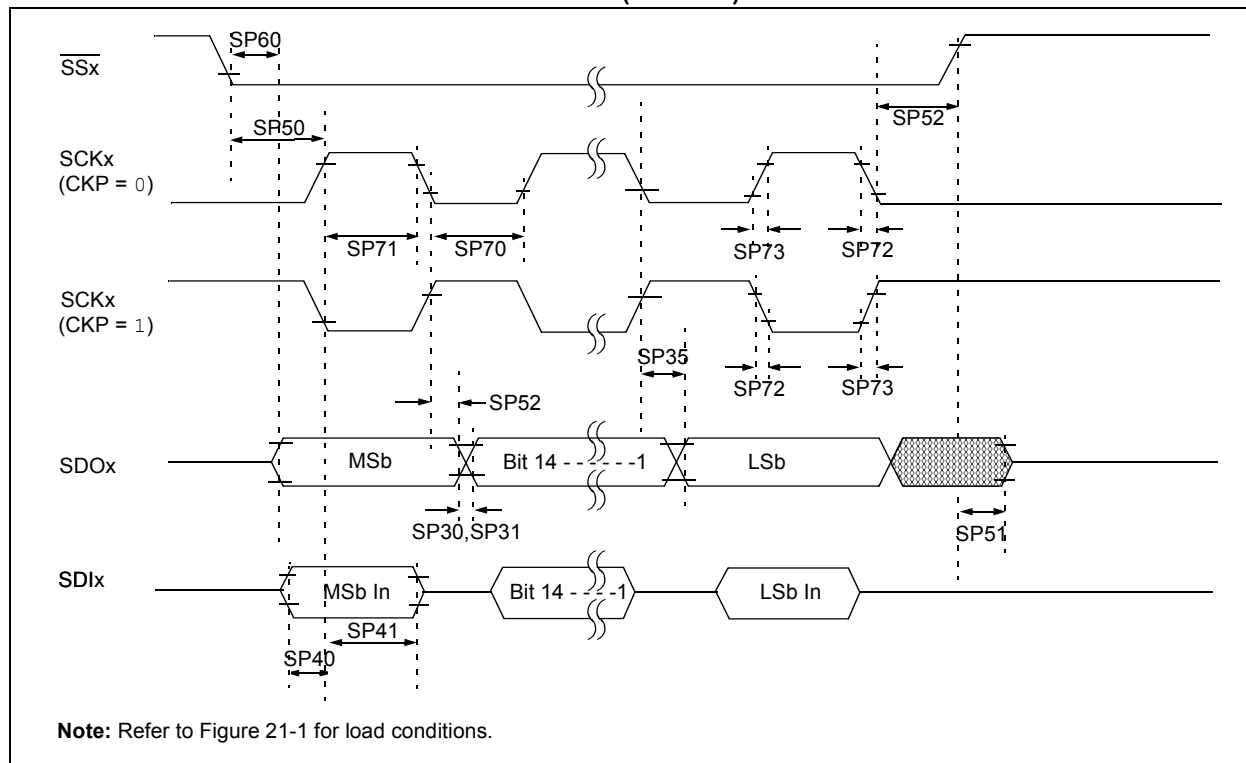 SP60
SSx
SP50
SP52
SCKx
(CKP = 0)
SP71
SP70
SP73
SP72
SCKx
(CKP = 1)
SP35
SP72
SP73
SP52
SDOx
MSb
Bit 14 - - - - - -1
LSb
SP30,SP31
SP51
SDIx
MSb In
Bit 14 - - - -1
LSb In
SP41
SP40
Note: Refer to Figure 21-1 for load conditions.